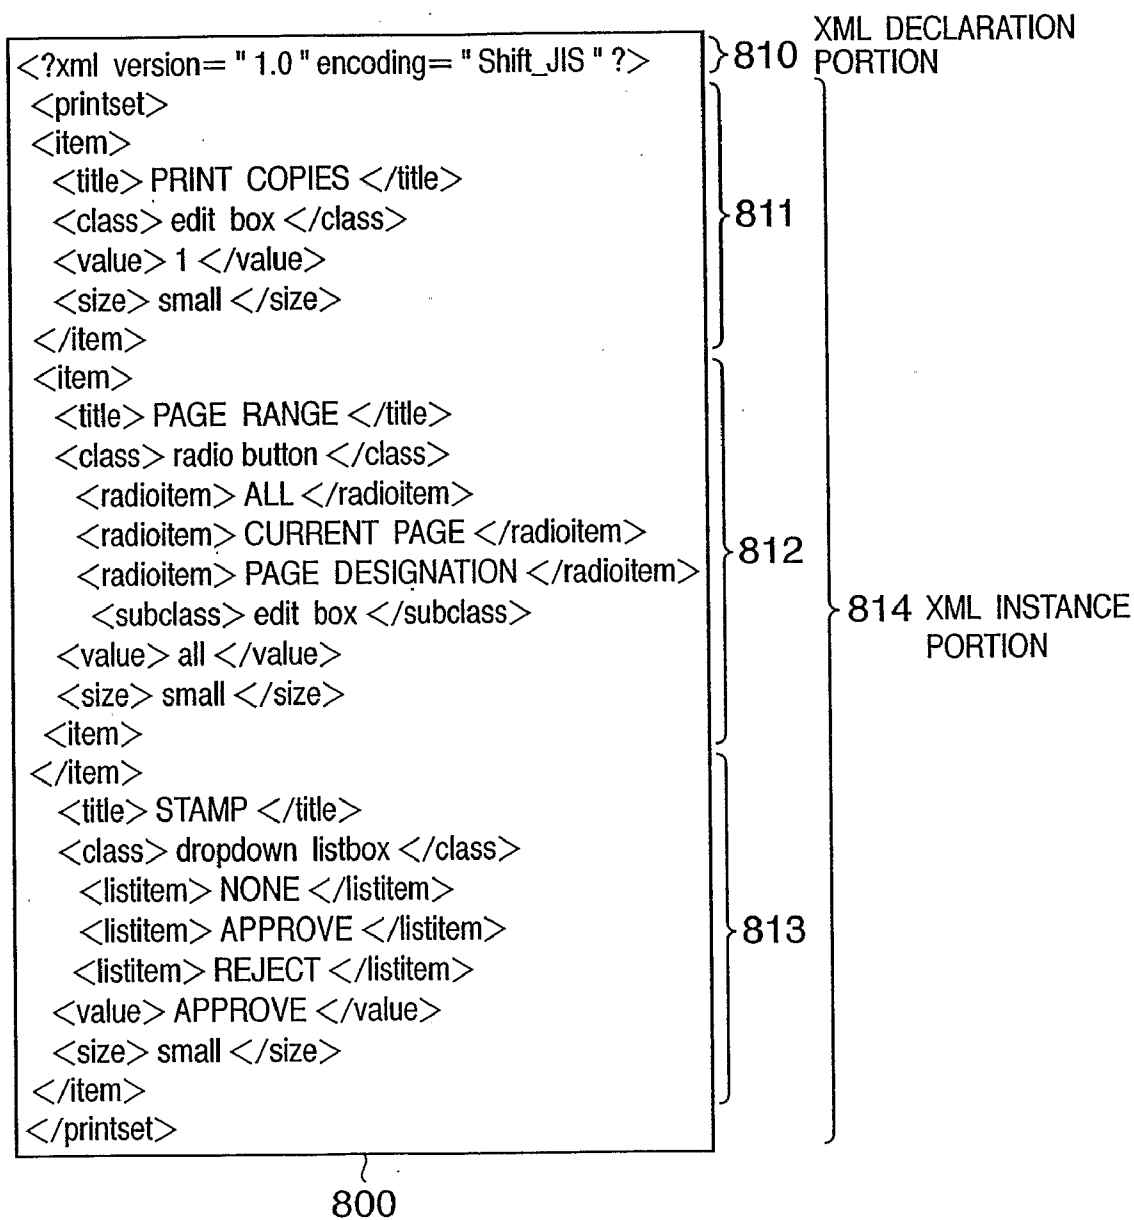 XML DECLARATION
<?xml version= " 1.0 " encoding= " Shift_JIS " ?> 810 PORTION
<printset>
<item>
<title> PRINT COPIES </title>
<class> edit box </class> 811
<value> 1 </value>
<size> small </size>
</item>
<item>
<title> PAGE RANGE </title>
<class> radio button </class>
<radioitem> ALL </radioitem>
<radioitem> CURRENT PAGE </radioitem>
812
<radioitem> PAGE DESIGNATION </radioitem>
<subclass> edit box </subclass> 814 XML INSTANCE
PORTION
<value> all </value>
<size> small </size>
<item>
</item>
<title> STAMP </title>
<class> dropdown listbox </class>
<listitem> NONE </listitem>
<listitem> APPROVE </listitem> 813
<listitem> REJECT </listitem>
<value> APPROVE </value>
<size> small </size>
</item>
</printset>
800